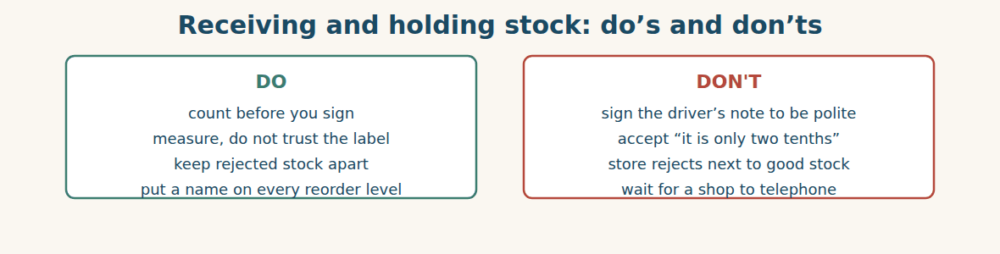 Receiving and holding stock: do’s and don’ts
DO
count before you sign
measure, do not trust the label
keep rejected stock apart
put a name on every reorder level
DON'T
sign the driver’s note to be polite
accept “it is only two tenths”
store rejects next to good stock
wait for a shop to telephone